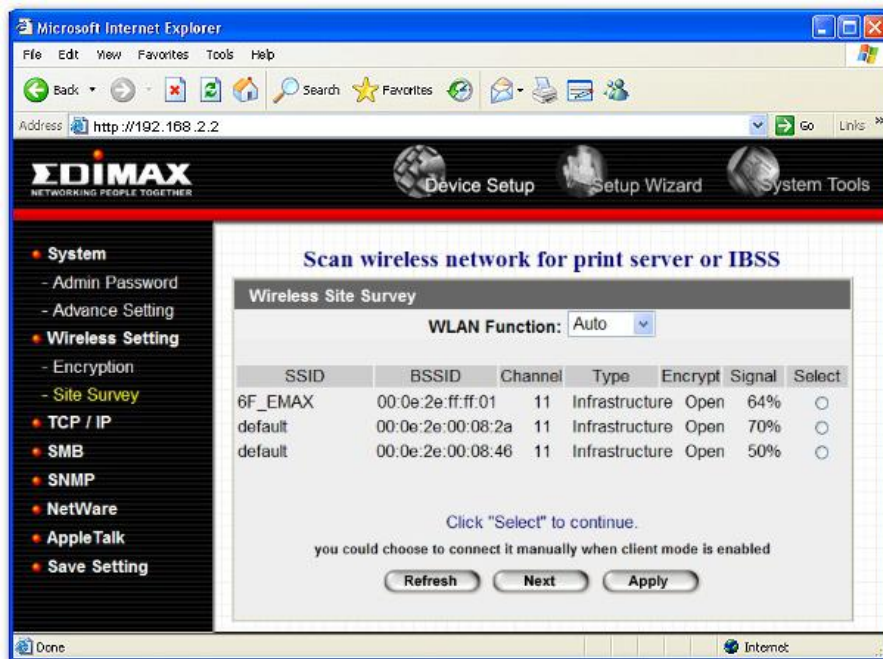 Microsoft Internet Explorer
File Edit View Favorites Tools Help
Back Search Favorites
Address http://192.168.2.2 Go Links »
EDIMAX
NETWORKING PEOPLE TOGETHER
Device Setup Setup Wizard System Tools
System
- Admin Password
- Advance Setting
Wireless Setting
- Encryption
- Site Survey
TCP / IP
SMB
SNMP
NetWare
AppleTalk
Save Setting
Scan wireless network for print server or IBSS
Wireless Site Survey
WLAN Function: Auto
SSID BSSID Channel Type Encrypt Signal Select
6F_EMAX 00:0e:2e:ff:ff:01 11 Infrastructure Open 64%
default 00:0e:2e:00:08:2a 11 Infrastructure Open 70%
default 00:0e:2e:00:08:46 11 Infrastructure Open 50%
Click "Select" to continue.
you could choose to connect it manually when client mode is enabled
Refresh Next Apply
Done Internet